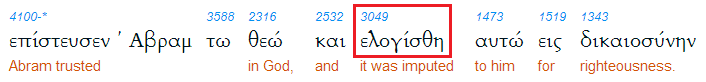 4100-* 3588 2316 2532 3049 1473 1519 1343
επίστευσεν ʼ Αβραμ τω θεώ και ελογίσθη αυτώ εις δικαιοσύνην
Abram trusted in God, and it was imputed to him for righteousness.